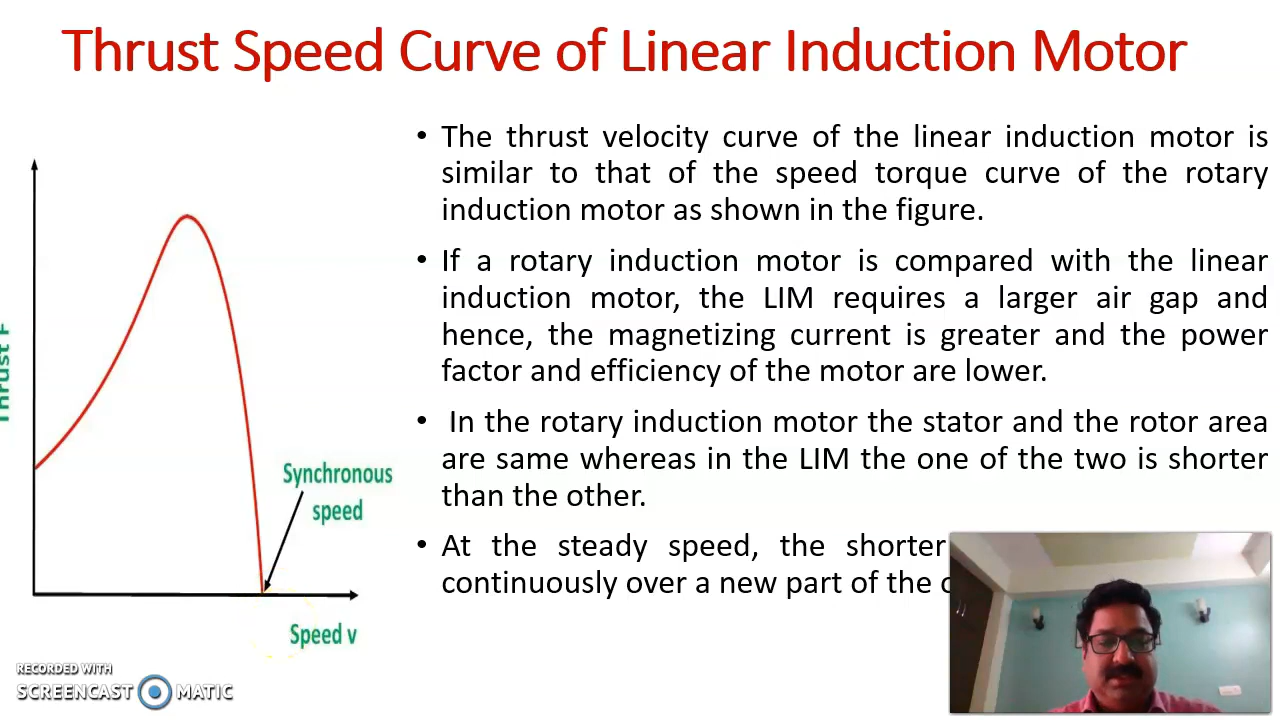 Thrust Speed Curve of Linear Induction Motor
• The thrust velocity curve of the linear induction motor is
similar to that of the speed torque curve of the rotary
induction motor as shown in the figure.
• If a rotary induction motor is compared with the linear
induction motor, the LIM requires a larger air gap and
hence, the magnetizing current is greater and the power
factor and efficiency of the motor are lower.
• In the rotary induction motor the stator and the rotor area
are same whereas in the LIM the one of the two is shorter
than the other.
• At the steady speed, the shorter
continuously over a new part of the
Thrust F
Synchronous
speed
Speed v
RECORDED WITH
SCREENCAST MATIC